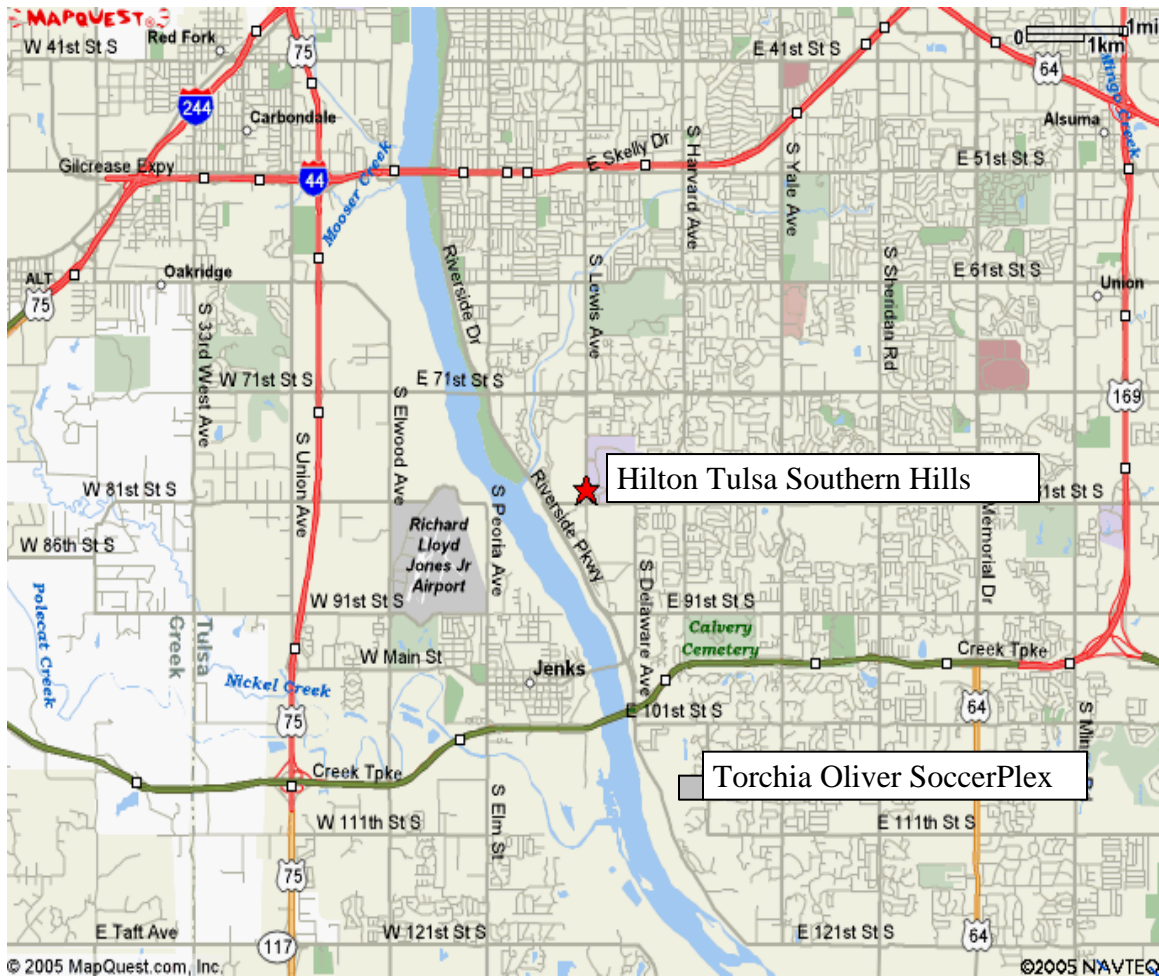 MAPQUEST
W 41st St S
Red Fork
75
E 41st St S
0
1mi
1km
64
Mingo Creek
244
Carbondale
Alsuma
Gilcrease Expy
44
Mooser Creek
E Skelly Dr
S Harvard Ave
S Yale Ave
E 51st St S
ALT
75
Oakridge
Riverside Dr
S Lewis Ave
S Sheridan Rd
E 61st St S
Union
S 33rd West Ave
W 71st St S
S Elwood Ave
E 71st St S
169
S Union Ave
Hilton Tulsa Southern Hills
W 81st St S
S Peoria Ave
Riverside Pkwy
81st St S
Memorial Dr
W 86th St S
Richard
Lloyd
Jones Jr
Airport
Polecat Creek
Creek
Tulsa
W 91st St S
S Delaware Ave
E 91st St S
Calvery
Cemetery
W Main St
Jenks
Creek Tpke
Nickel Creek
75
E 101st St S
64
Creek Tpke
Torchia Oliver SoccerPlex
S Elm St
W 111th St S
E 111th St S
75
E Taft Ave
117
W 121st St S
E 121st St S
64
© 2005 MapQuest.com, Inc.
©2005 NAVTEQ